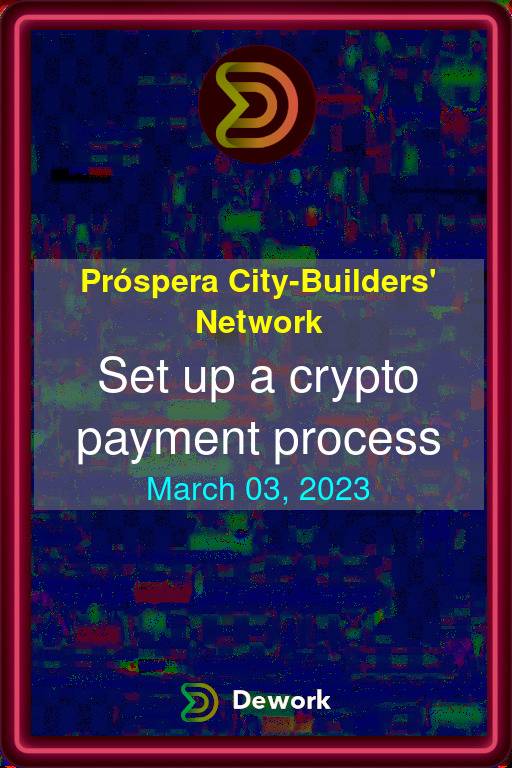 Próspera City-Builders'
Network
Set up a crypto
payment process
March 03, 2023
Dework